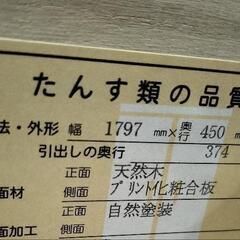 たんす類の品質
法・外形 幅 1797 mm×奥行 450 m
引出しの奥行 374
正面 天然木
面材 側面 プリント化粧合板
正面 自然塗装
面加工 側面